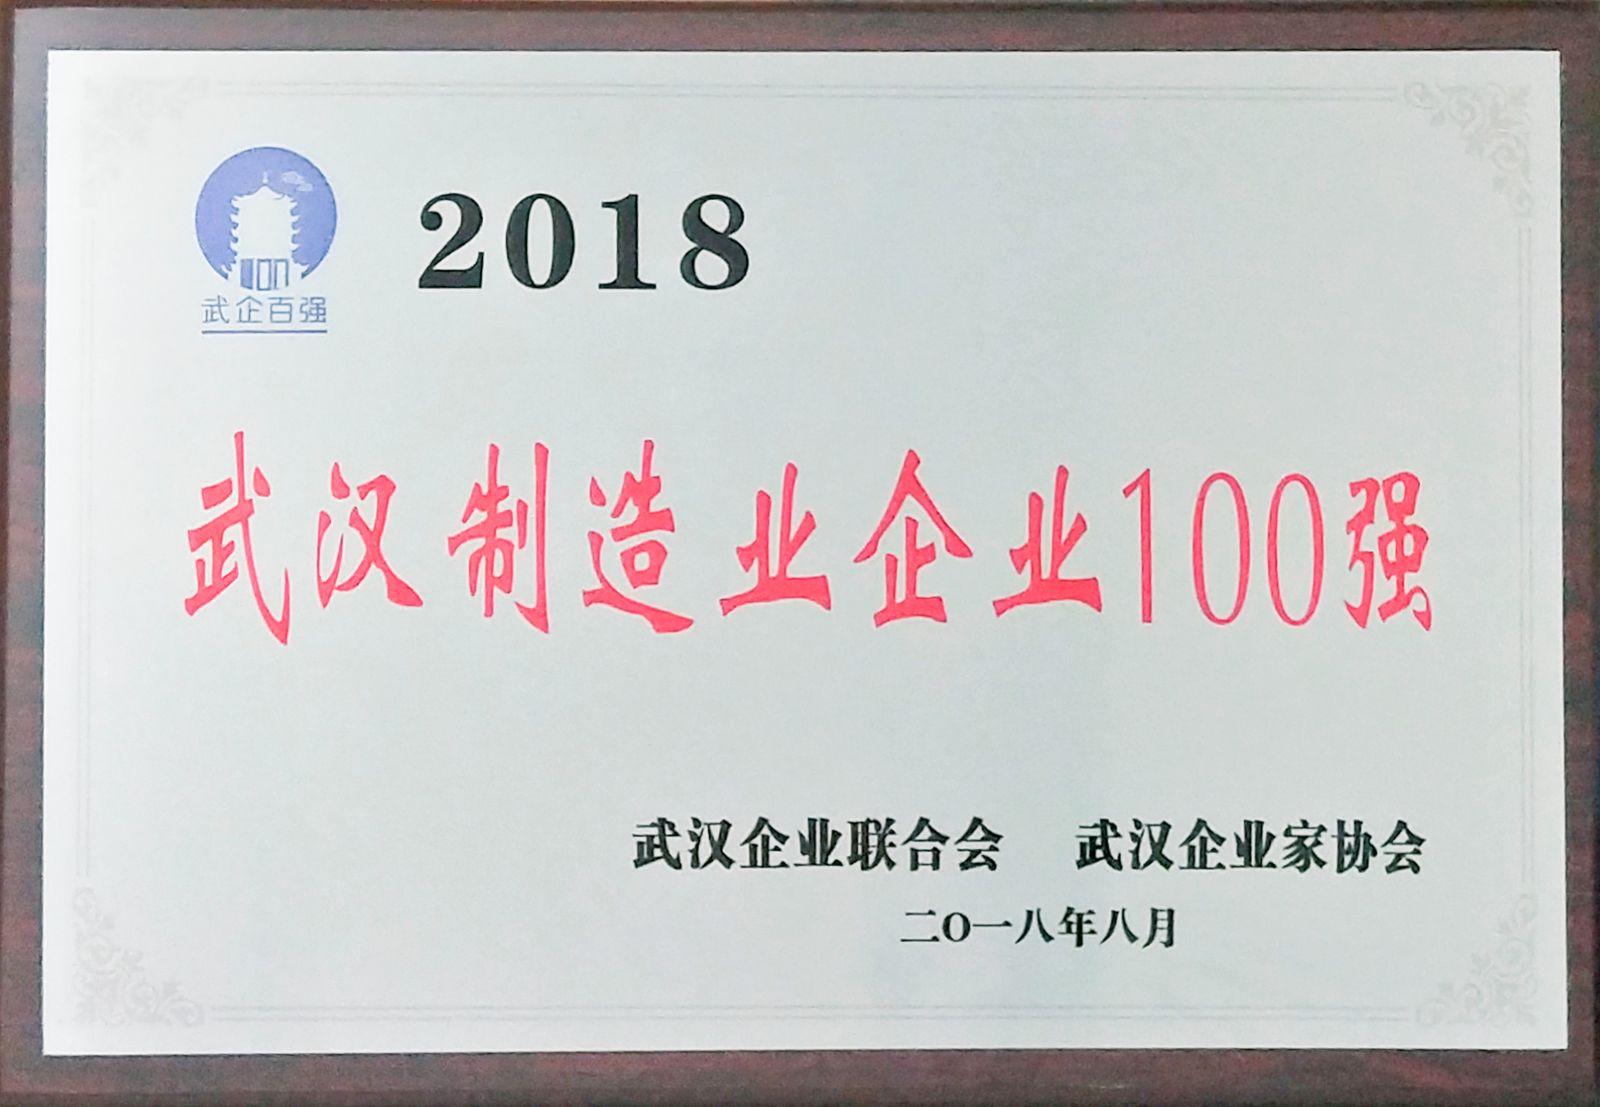 2018
武企百强
武汉制造业企业100强
武汉企业联合会 武汉企业家协会
二O一八年八月